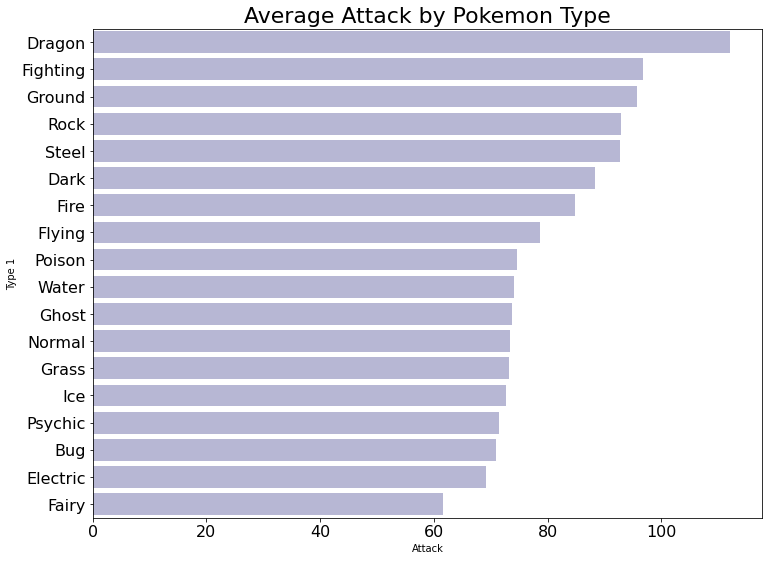 Average Attack by Pokemon Type
Dragon
Fighting
Ground
Rock
Steel
Dark
Fire
Flying
Poison
Water
Ghost
Normal
Grass
Ice
Psychic
Bug
Electric
Fairy
Type 1
0 20 40 60 80 100
Attack